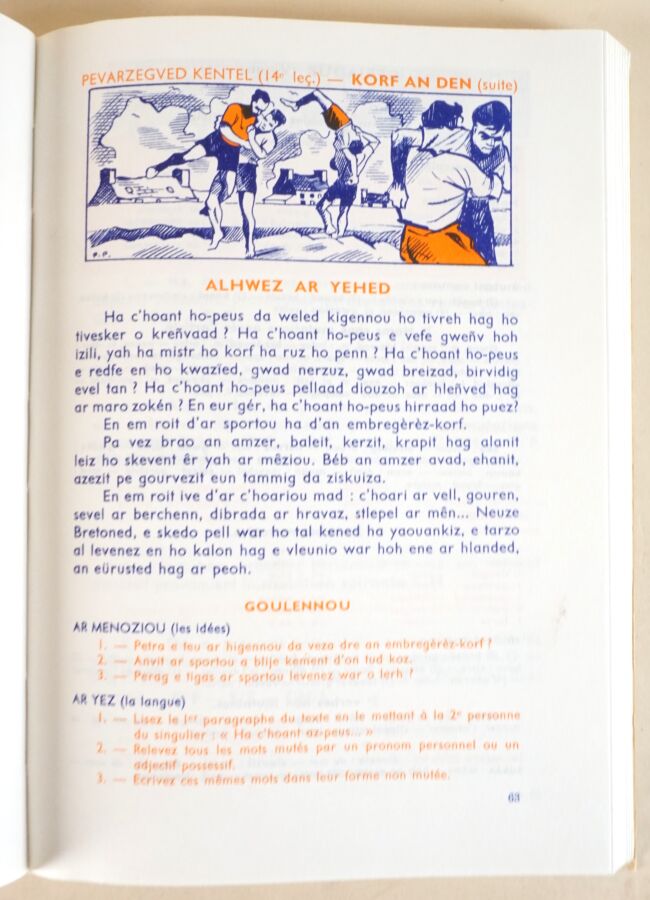 PEVARZEGVED KENTEL (14e leç.) — KORF AN DEN (suite)
P.P.
ALHWEZ AR YEHED
Ha c'hoant ho-peus da weled kigennou ho tivreh hag ho
tivesker o kreñvaad ? Ha c'hoant ho-peus e vefe gweñv hoh
izili, yah ha mistr ho korf ha ruz ho penn ? Ha c'hoant ho-peus
e redfe en ho kwazïed, gwad nerzuz, gwad breizad, birvidig
evel tan ? Ha c'hoant ho-peus pellaad diouzoh ar hleñved hag
ar maro zokén ? En eur gér, ha c'hoant ho-peus hirraad ho puez?
En em roit d'ar sportou ha d'an embregèrèz-korf.
Pa vez brao an amzer, baleit, kerzit, krapit hag alanit
leiz ho skevent êr yah ar mêziou. Béb an amzer avad, ehanit,
azezit pe gourvezit eun tammig da ziskuiza.
En em roit ive d'ar c'hoariou mad : c'hoari ar vell, gouren,
sevel ar berchenn, dibrada ar hravaz, stlepel ar mên... Neuze
Bretoned, e skedo pell war ho tal kened ha yaouankiz, e tarzo
al levenez en ho kalon hag e vleunio war hoh ene ar hlanded,
an eürusted hag ar peoh.
GOULENNOU
AR MENOZIOU (les idées)
1. — Petra e teu ar higennou da veza dre an embregèrèz-korf ?
2. — Anvit ar sportou a blije kement d'an tud koz.
3. — Perag e tigas ar sportou levenez war o lerh ?
AR YEZ (la langue)
1. — Lisez le 1er paragraphe du texte en le mettant à la 2e personne
du singulier : « Ha c'hoant az-peus... »
2. — Relevez tous les mots mutés par un pronom personnel ou un
adjectif possessif.
3. — Ecrivez ces mêmes mots dans leur forme non mutée.
63